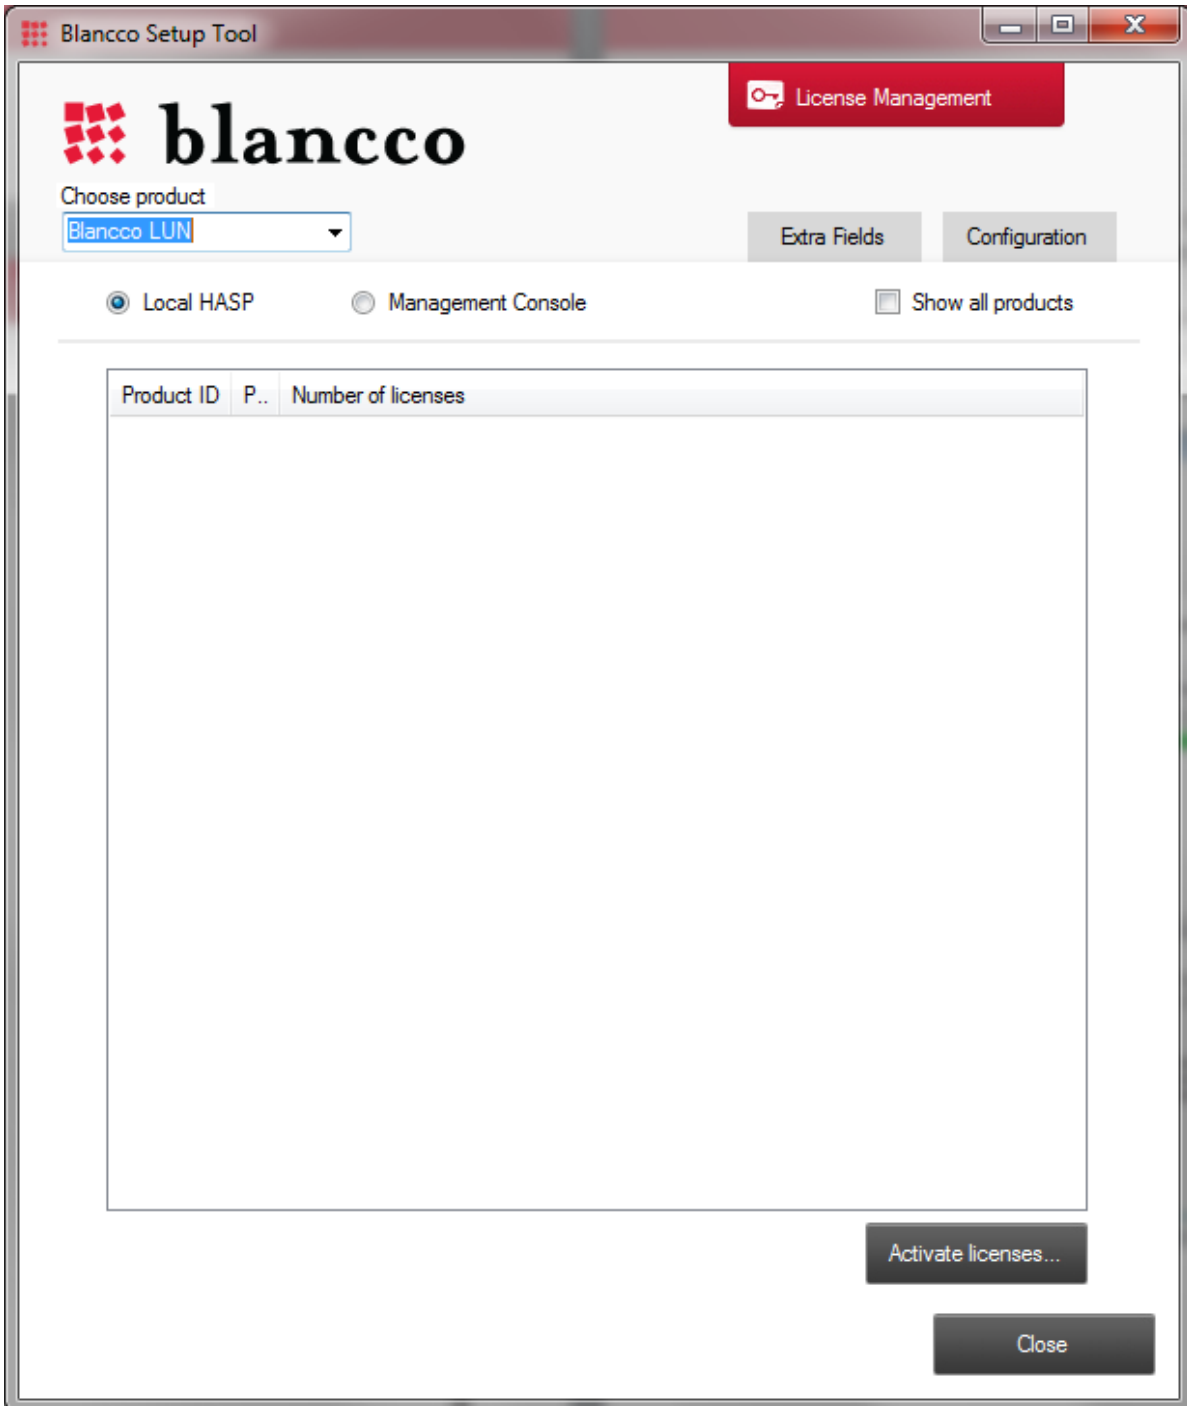 Blancco Setup Tool
License Management
blancco
Choose product
Blancco LUN
Extra Fields Configuration
Local HASP Management Console Show all products
Product ID P.. Number of licenses
Activate licenses...
Close